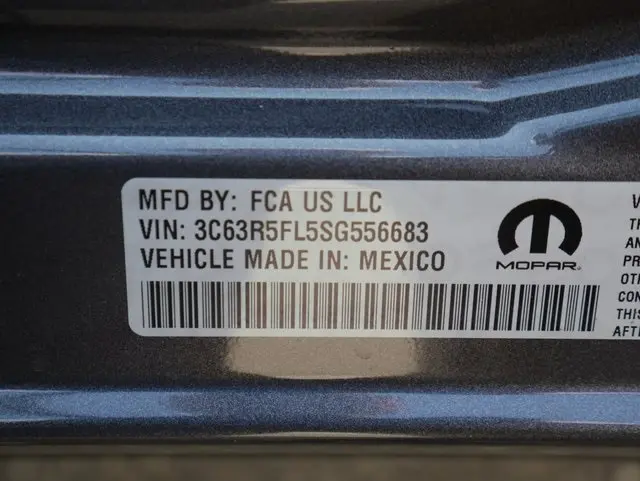 MFD BY: FCA US LLC
VIN: 3C63R5FL5SG556683
VEHICLE MADE IN: MEXICO
MOPAR